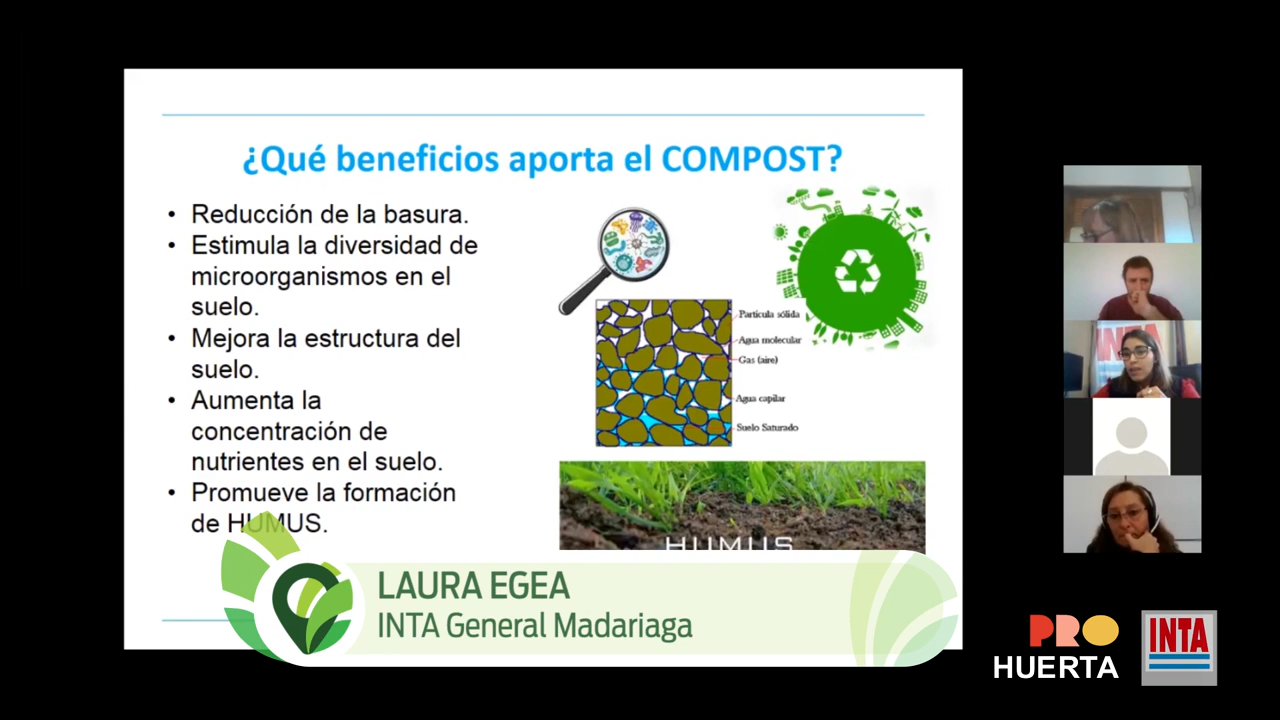 ¿Qué beneficios aporta el COMPOST?
• Reducción de la basura.
• Estimula la diversidad de
microorganismos en el
suelo.
• Mejora la estructura del
suelo.
• Aumenta la
concentración de
nutrientes en el suelo.
• Promueve la formación
de HUMUS.
Partícula sólida
Agua molecular
Gas (aire)
Agua capilar
Suelo Saturado
HUMUS
LAURA EGEA
INTA General Madariaga
INTA
PRO
HUERTA
INTA